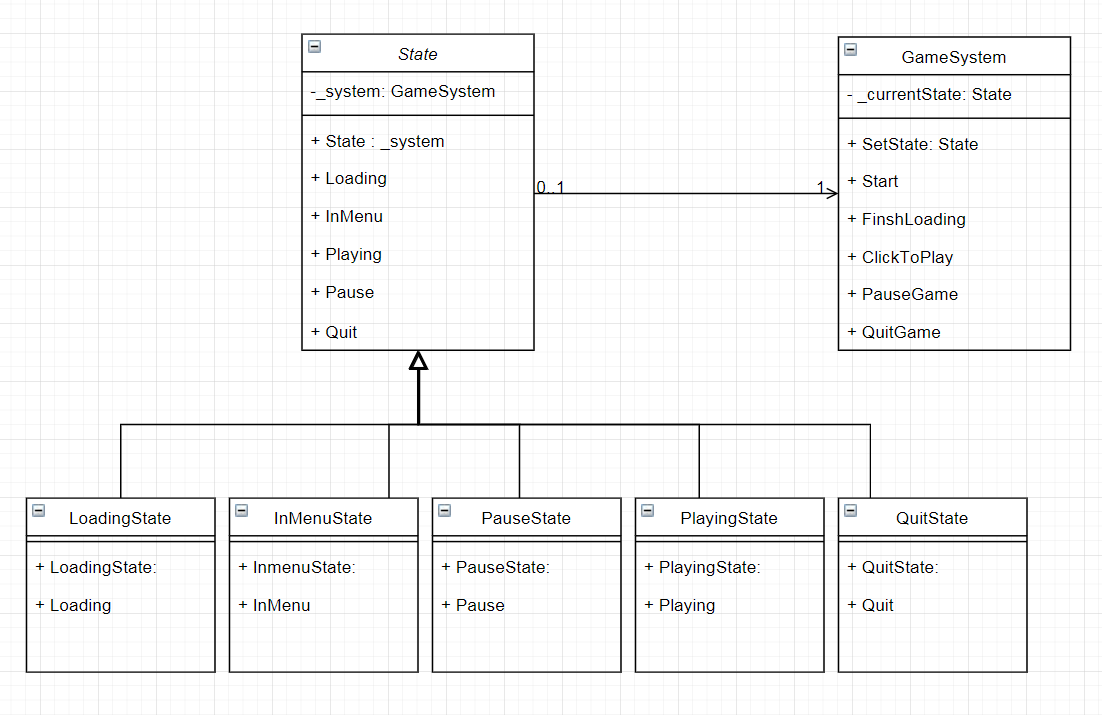 State
-_system: GameSystem
+ State : _system
+ Loading
+ InMenu
+ Playing
+ Pause
+ Quit
0..1
1
GameSystem
- _currentState: State
+ SetState: State
+ Start
+ FinshLoading
+ ClickToPlay
+ PauseGame
+ QuitGame
LoadingState
+ LoadingState:
+ Loading
InMenuState
+ InmenuState:
+ InMenu
PauseState
+ PauseState:
+ Pause
PlayingState
+ PlayingState:
+ Playing
QuitState
+ QuitState:
+ Quit